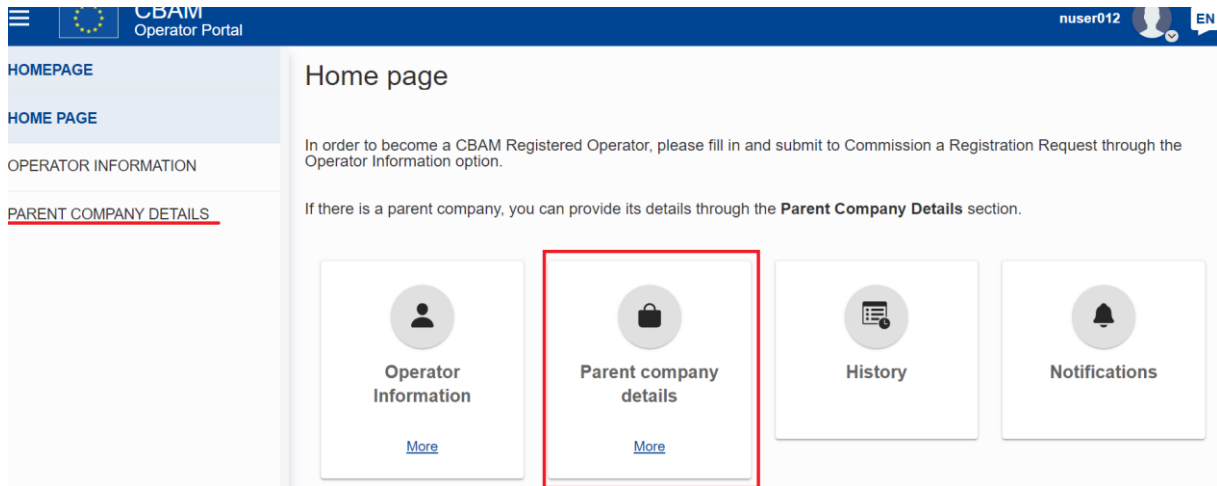 CBAM
Operator Portal
nuser012
EN
HOMEPAGE
HOME PAGE
OPERATOR INFORMATION
PARENT COMPANY DETAILS
Home page
In order to become a CBAM Registered Operator, please fill in and submit to Commission a Registration Request through the
Operator Information option.
If there is a parent company, you can provide its details through the Parent Company Details section.
Operator
Information
More
Parent company
details
More
History
Notifications